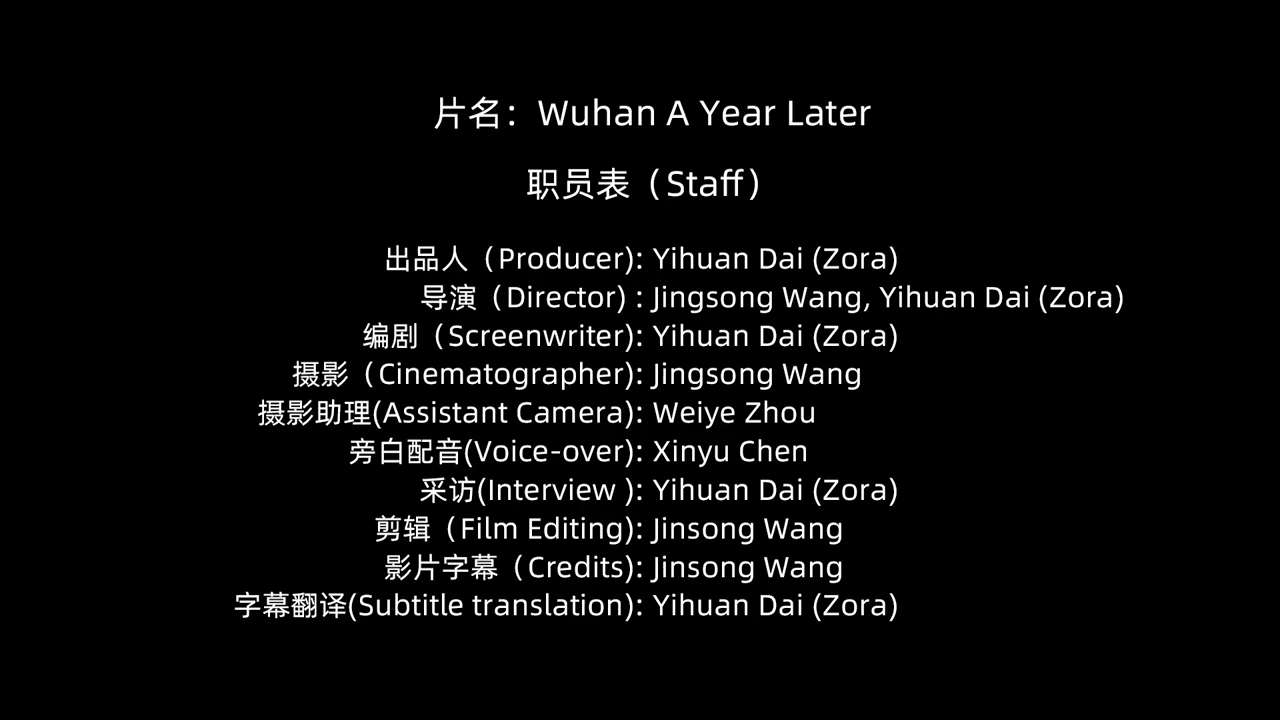 片名：Wuhan A Year Later
职员表（Staff）
出品人（Producer): Yihuan Dai (Zora)
导演（Director) : Jingsong Wang, Yihuan Dai (Zora)
编剧（Screenwriter): Yihuan Dai (Zora)
摄影（Cinematographer): Jingsong Wang
摄影助理(Assistant Camera): Weiye Zhou
旁白配音(Voice-over): Xinyu Chen
采访(Interview ): Yihuan Dai (Zora)
剪辑（Film Editing): Jinsong Wang
影片字幕（Credits): Jinsong Wang
字幕翻译(Subtitle translation): Yihuan Dai (Zora)